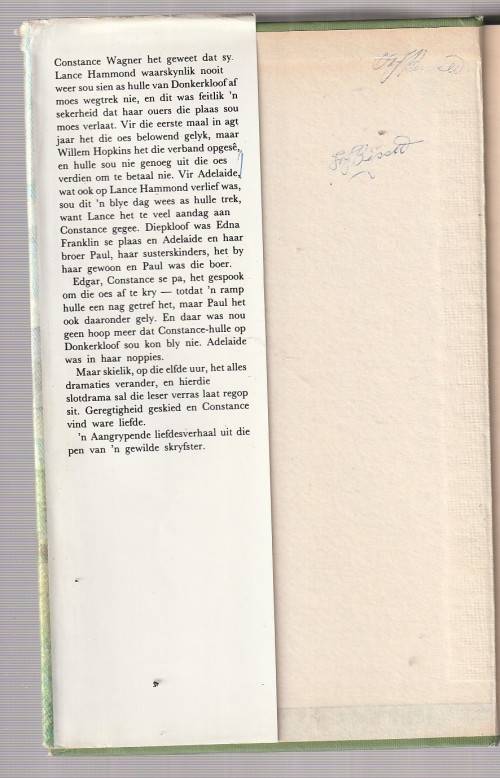 Constance Wagner het geweet dat sy
Lance Hammond waarskynlik nooit
weer sou sien as hulle van Donkerkloof af
moes wegtrek nie, en dit was feitlik 'n
sekerheid dat haar ouers die plaas sou
moes verlaat. Vir die eerste maal in agt
jaar het die oes belowend gelyk, maar
Willem Hopkins het die verband opgesê,
en hulle sou nie genoeg uit die oes
verdien om te betaal nie. Vir Adelaide,
wat ook op Lance Hammond verlief was,
sou dit 'n blye dag wees as hulle trek,
want Lance het te veel aandag aan
Constance gegee. Diepkloof was Edna
Franklin se plaas en Adelaide en haar
broer Paul, haar susterskinders, het by
haar gewoon en Paul was die boer.
Edgar, Constance se pa, het gespook
om die oes af te kry — totdat 'n ramp
hulle een nag getref het, maar Paul het
ook daaronder gely. En daar was nou
geen hoop meer dat Constance-hulle op
Donkerkloof sou kon bly nie. Adelaide
was in haar noppies.
Maar skielik, op die elfde uur, het alles
dramaties verander, en hierdie
slotdrama sal die leser verras laat regop
sit. Geregtigheid geskied en Constance
vind ware liefde.
'n Aangrypende liefdesverhaal uit die
pen van 'n gewilde skryfster.